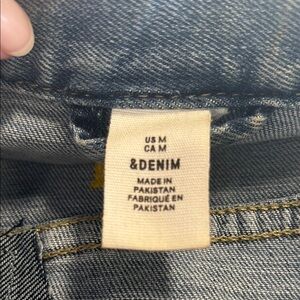 US M
CA M
&DENIM
MADE IN
PAKISTAN
FABRIQUÉ EN
PAKISTAN